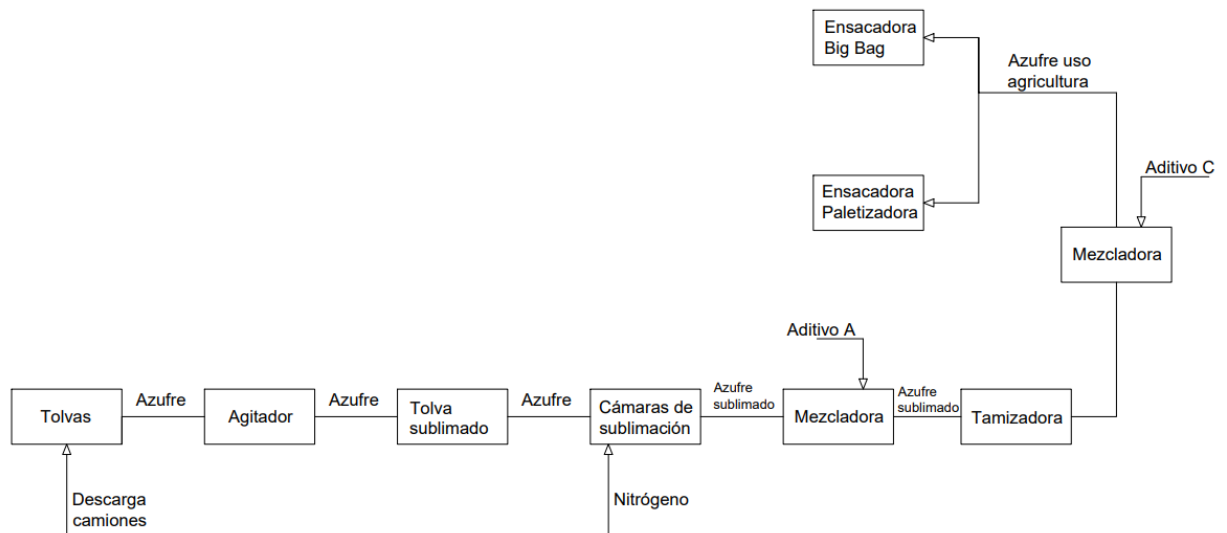 Ensacadora
Big Bag
Azufre uso
agricultura
Ensacadora
Paletizadora
Aditivo C
Mezcladora
Aditivo A
Tolvas
Azufre
Agitador
Azufre
Tolva
sublimado
Azufre
Cámaras de
sublimación
Azufre
sublimado
Mezcladora
Azufre
sublimado
Tamizadora
Descarga
camiones
Nitrógeno